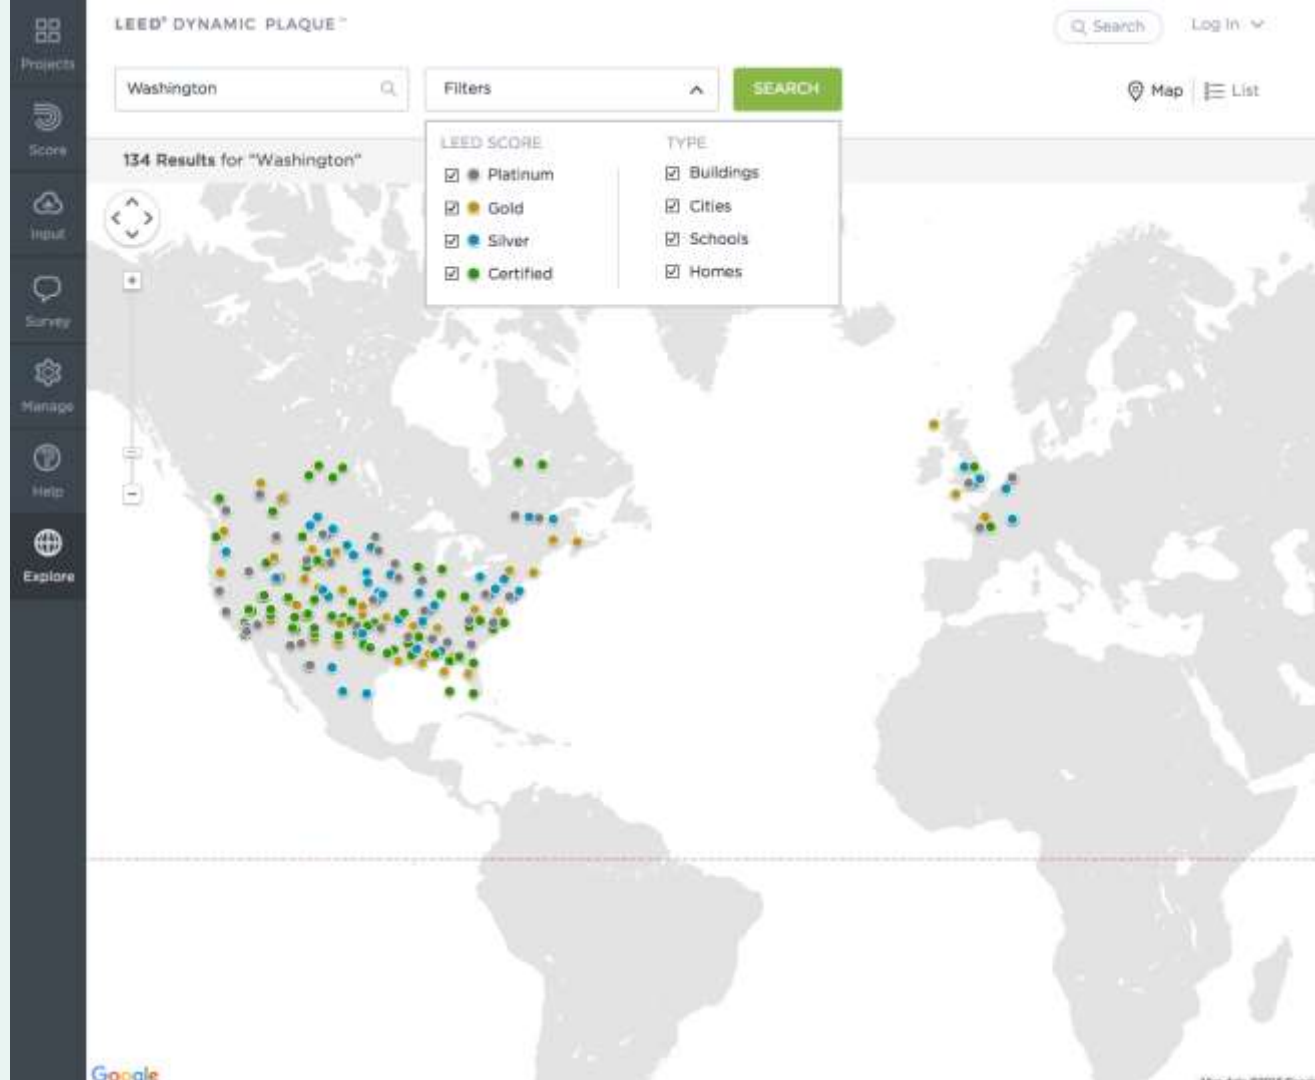 LEED® DYNAMIC PLAQUE™
Search
Log In
Projects
Score
Input
Survey
Manage
Help
Explore
Washington
Filters
SEARCH
Map
List
134 Results for "Washington"
LEED SCORE
Platinum
Gold
Silver
Certified
TYPE
Buildings
Cities
Schools
Homes
Google